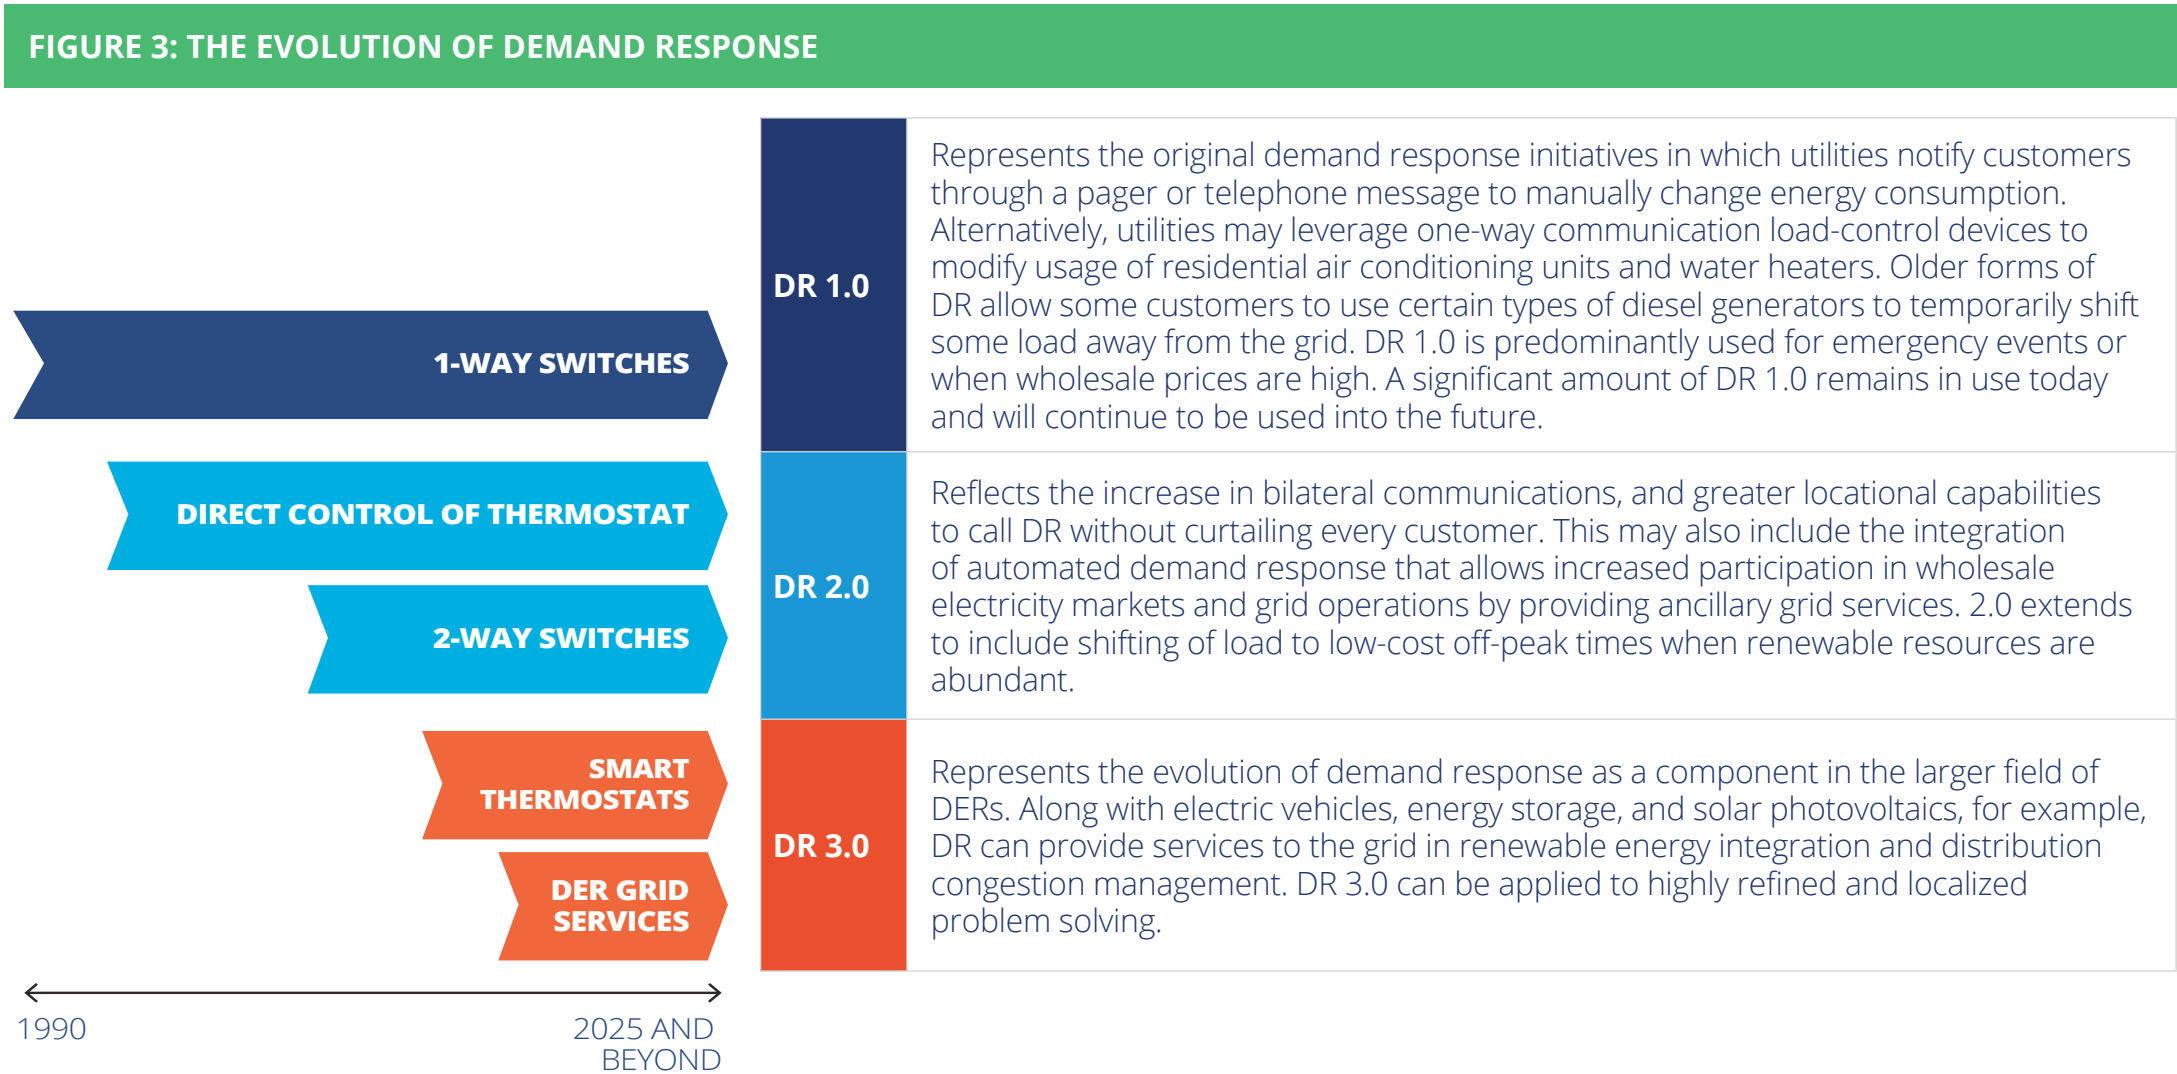 FIGURE 3: THE EVOLUTION OF DEMAND RESPONSE
1-WAY SWITCHES
DIRECT CONTROL OF THERMOSTAT
2-WAY SWITCHES
SMART
THERMOSTATS
DER GRID
SERVICES
1990
2025 AND
BEYOND
DR 1.0
Represents the original demand response initiatives in which utilities notify customers
through a pager or telephone message to manually change energy consumption.
Alternatively, utilities may leverage one-way communication load-control devices to
modify usage of residential air conditioning units and water heaters. Older forms of
DR allow some customers to use certain types of diesel generators to temporarily shift
some load away from the grid. DR 1.0 is predominantly used for emergency events or
when wholesale prices are high. A significant amount of DR 1.0 remains in use today
and will continue to be used into the future.
DR 2.0
Reflects the increase in bilateral communications, and greater locational capabilities
to call DR without curtailing every customer. This may also include the integration
of automated demand response that allows increased participation in wholesale
electricity markets and grid operations by providing ancillary grid services. 2.0 extends
to include shifting of load to low-cost off-peak times when renewable resources are
abundant.
DR 3.0
Represents the evolution of demand response as a component in the larger field of
DERs. Along with electric vehicles, energy storage, and solar photovoltaics, for example,
DR can provide services to the grid in renewable energy integration and distribution
congestion management. DR 3.0 can be applied to highly refined and localized
problem solving.